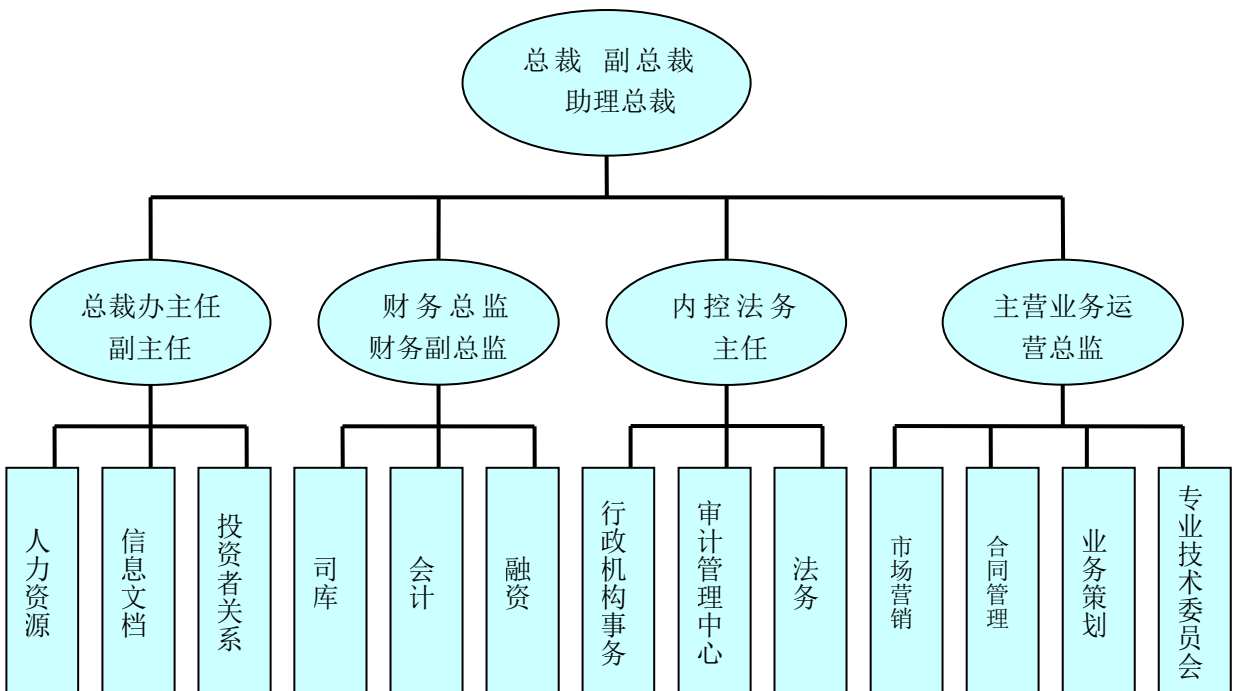 总裁 副总裁
助理总裁
总裁办主任
副主任
财务总监
财务副总监
内控法务
主任
主营业务运
营总监
人力资源
信息文档
投资者关系
司库
会计
融资
行政机构事务
审计管理中心
法务
市场营销
合同管理
业务策划
专业技术委员会